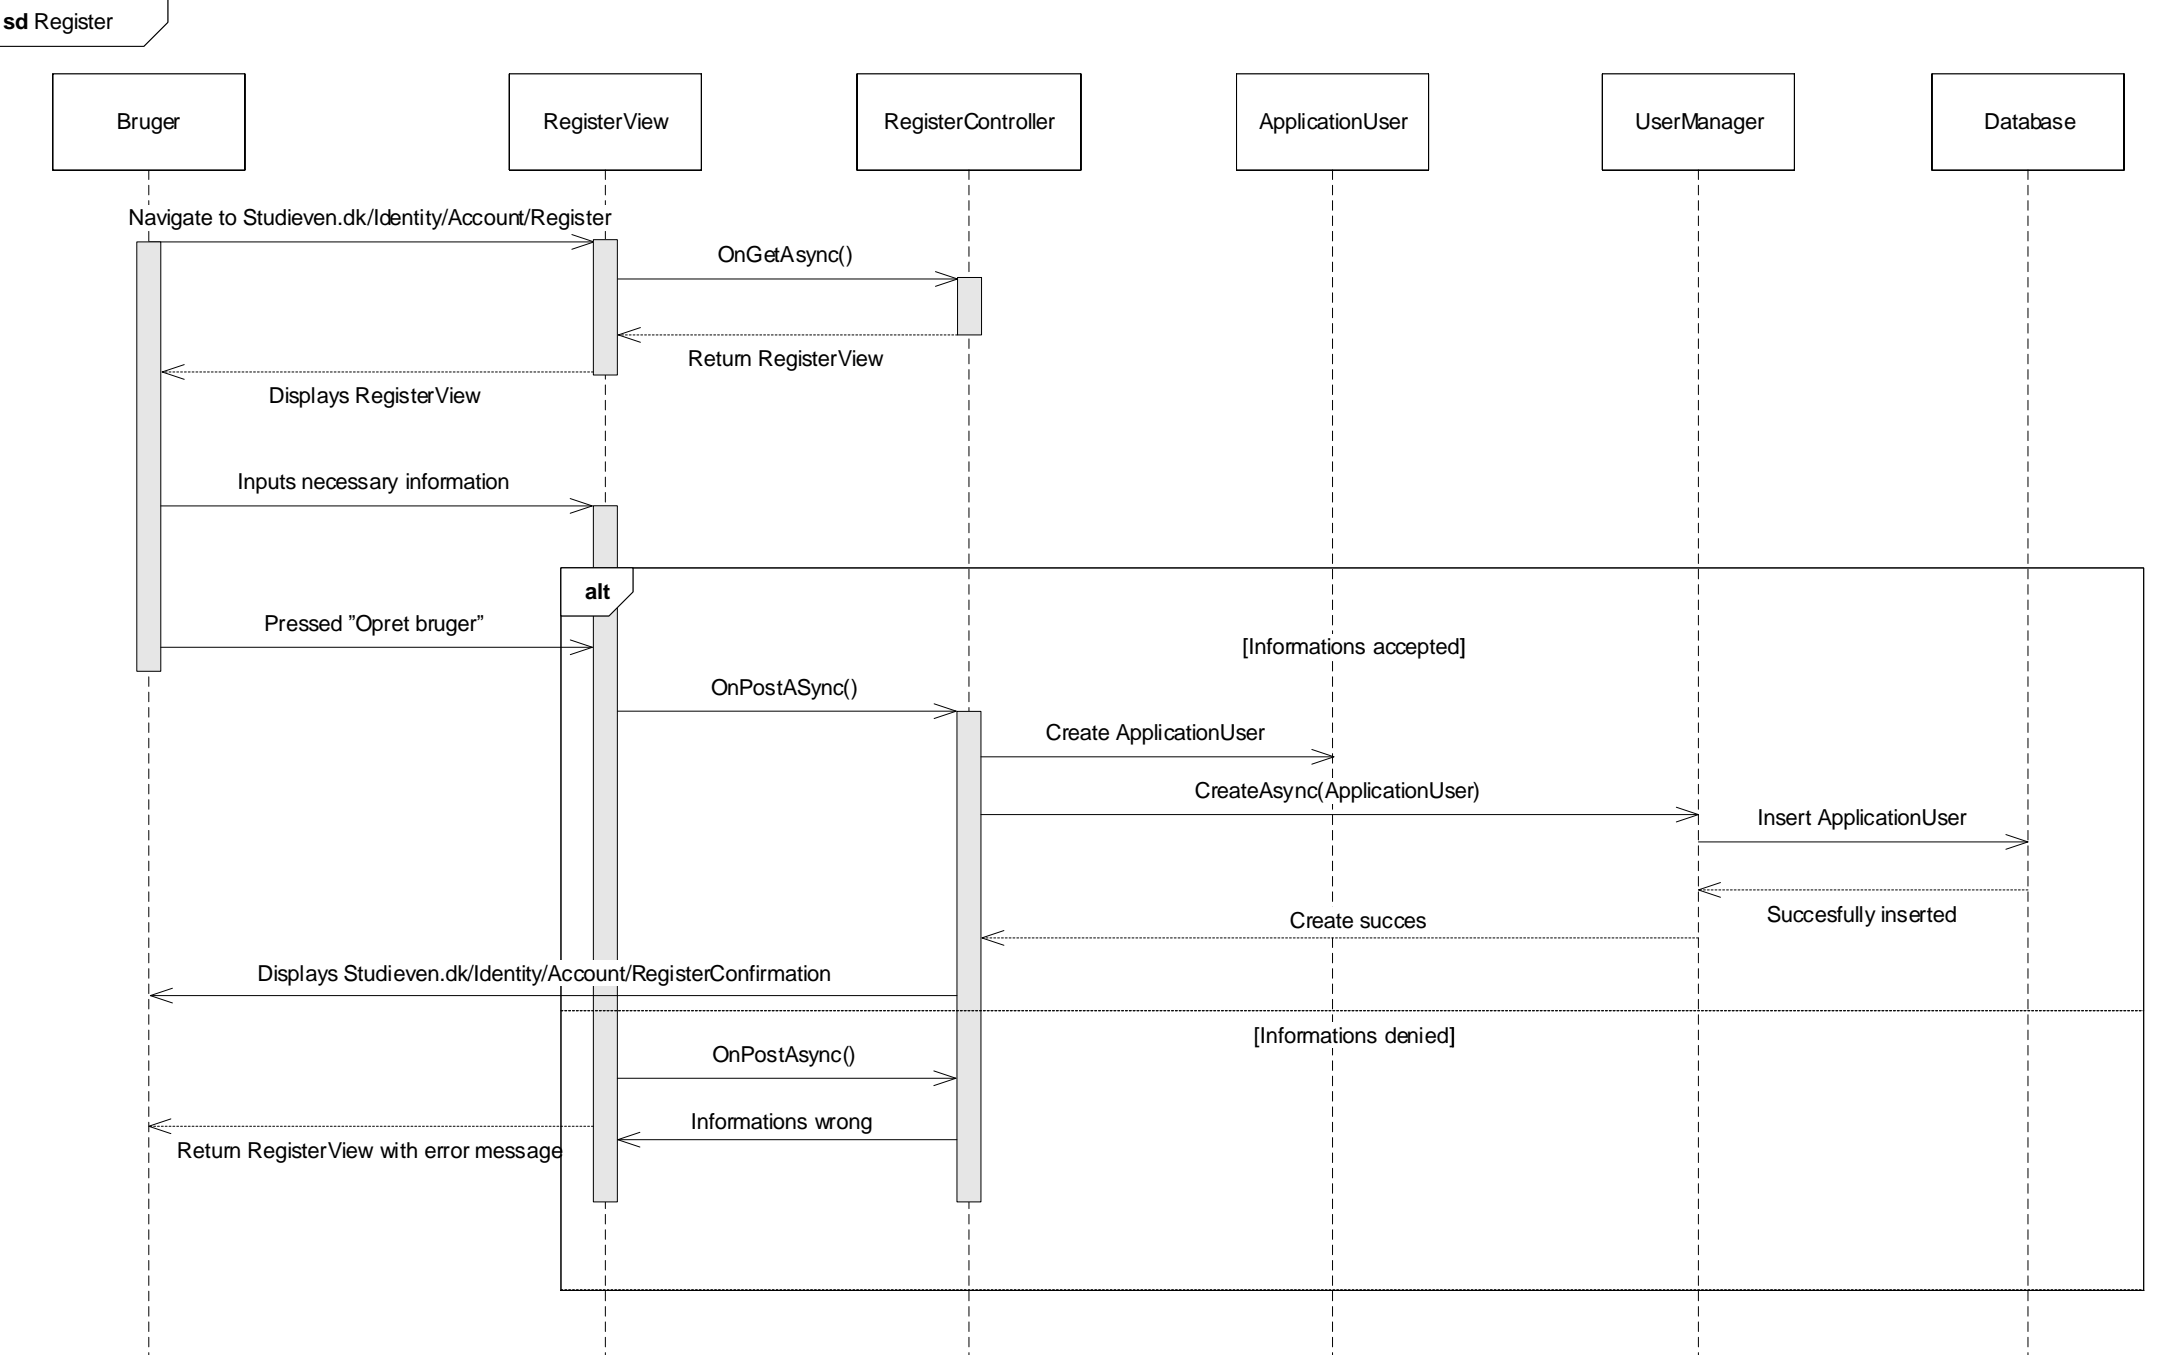 sd Register
Bruger
RegisterView
RegisterController
ApplicationUser
UserManager
Database
Navigate to Studieven.dk/Identity/Account/Register
OnGetAsync()
Return RegisterView
Displays RegisterView
Inputs necessary information
alt
Pressed ”Opret bruger”
[Informations accepted]
OnPostASync()
Create ApplicationUser
CreateAsync(ApplicationUser)
Insert ApplicationUser
Succesfully inserted
Create succes
Displays Studieven.dk/Identity/Account/RegisterConfirmation
[Informations denied]
OnPostAsync()
Informations wrong
Return RegisterView with error message